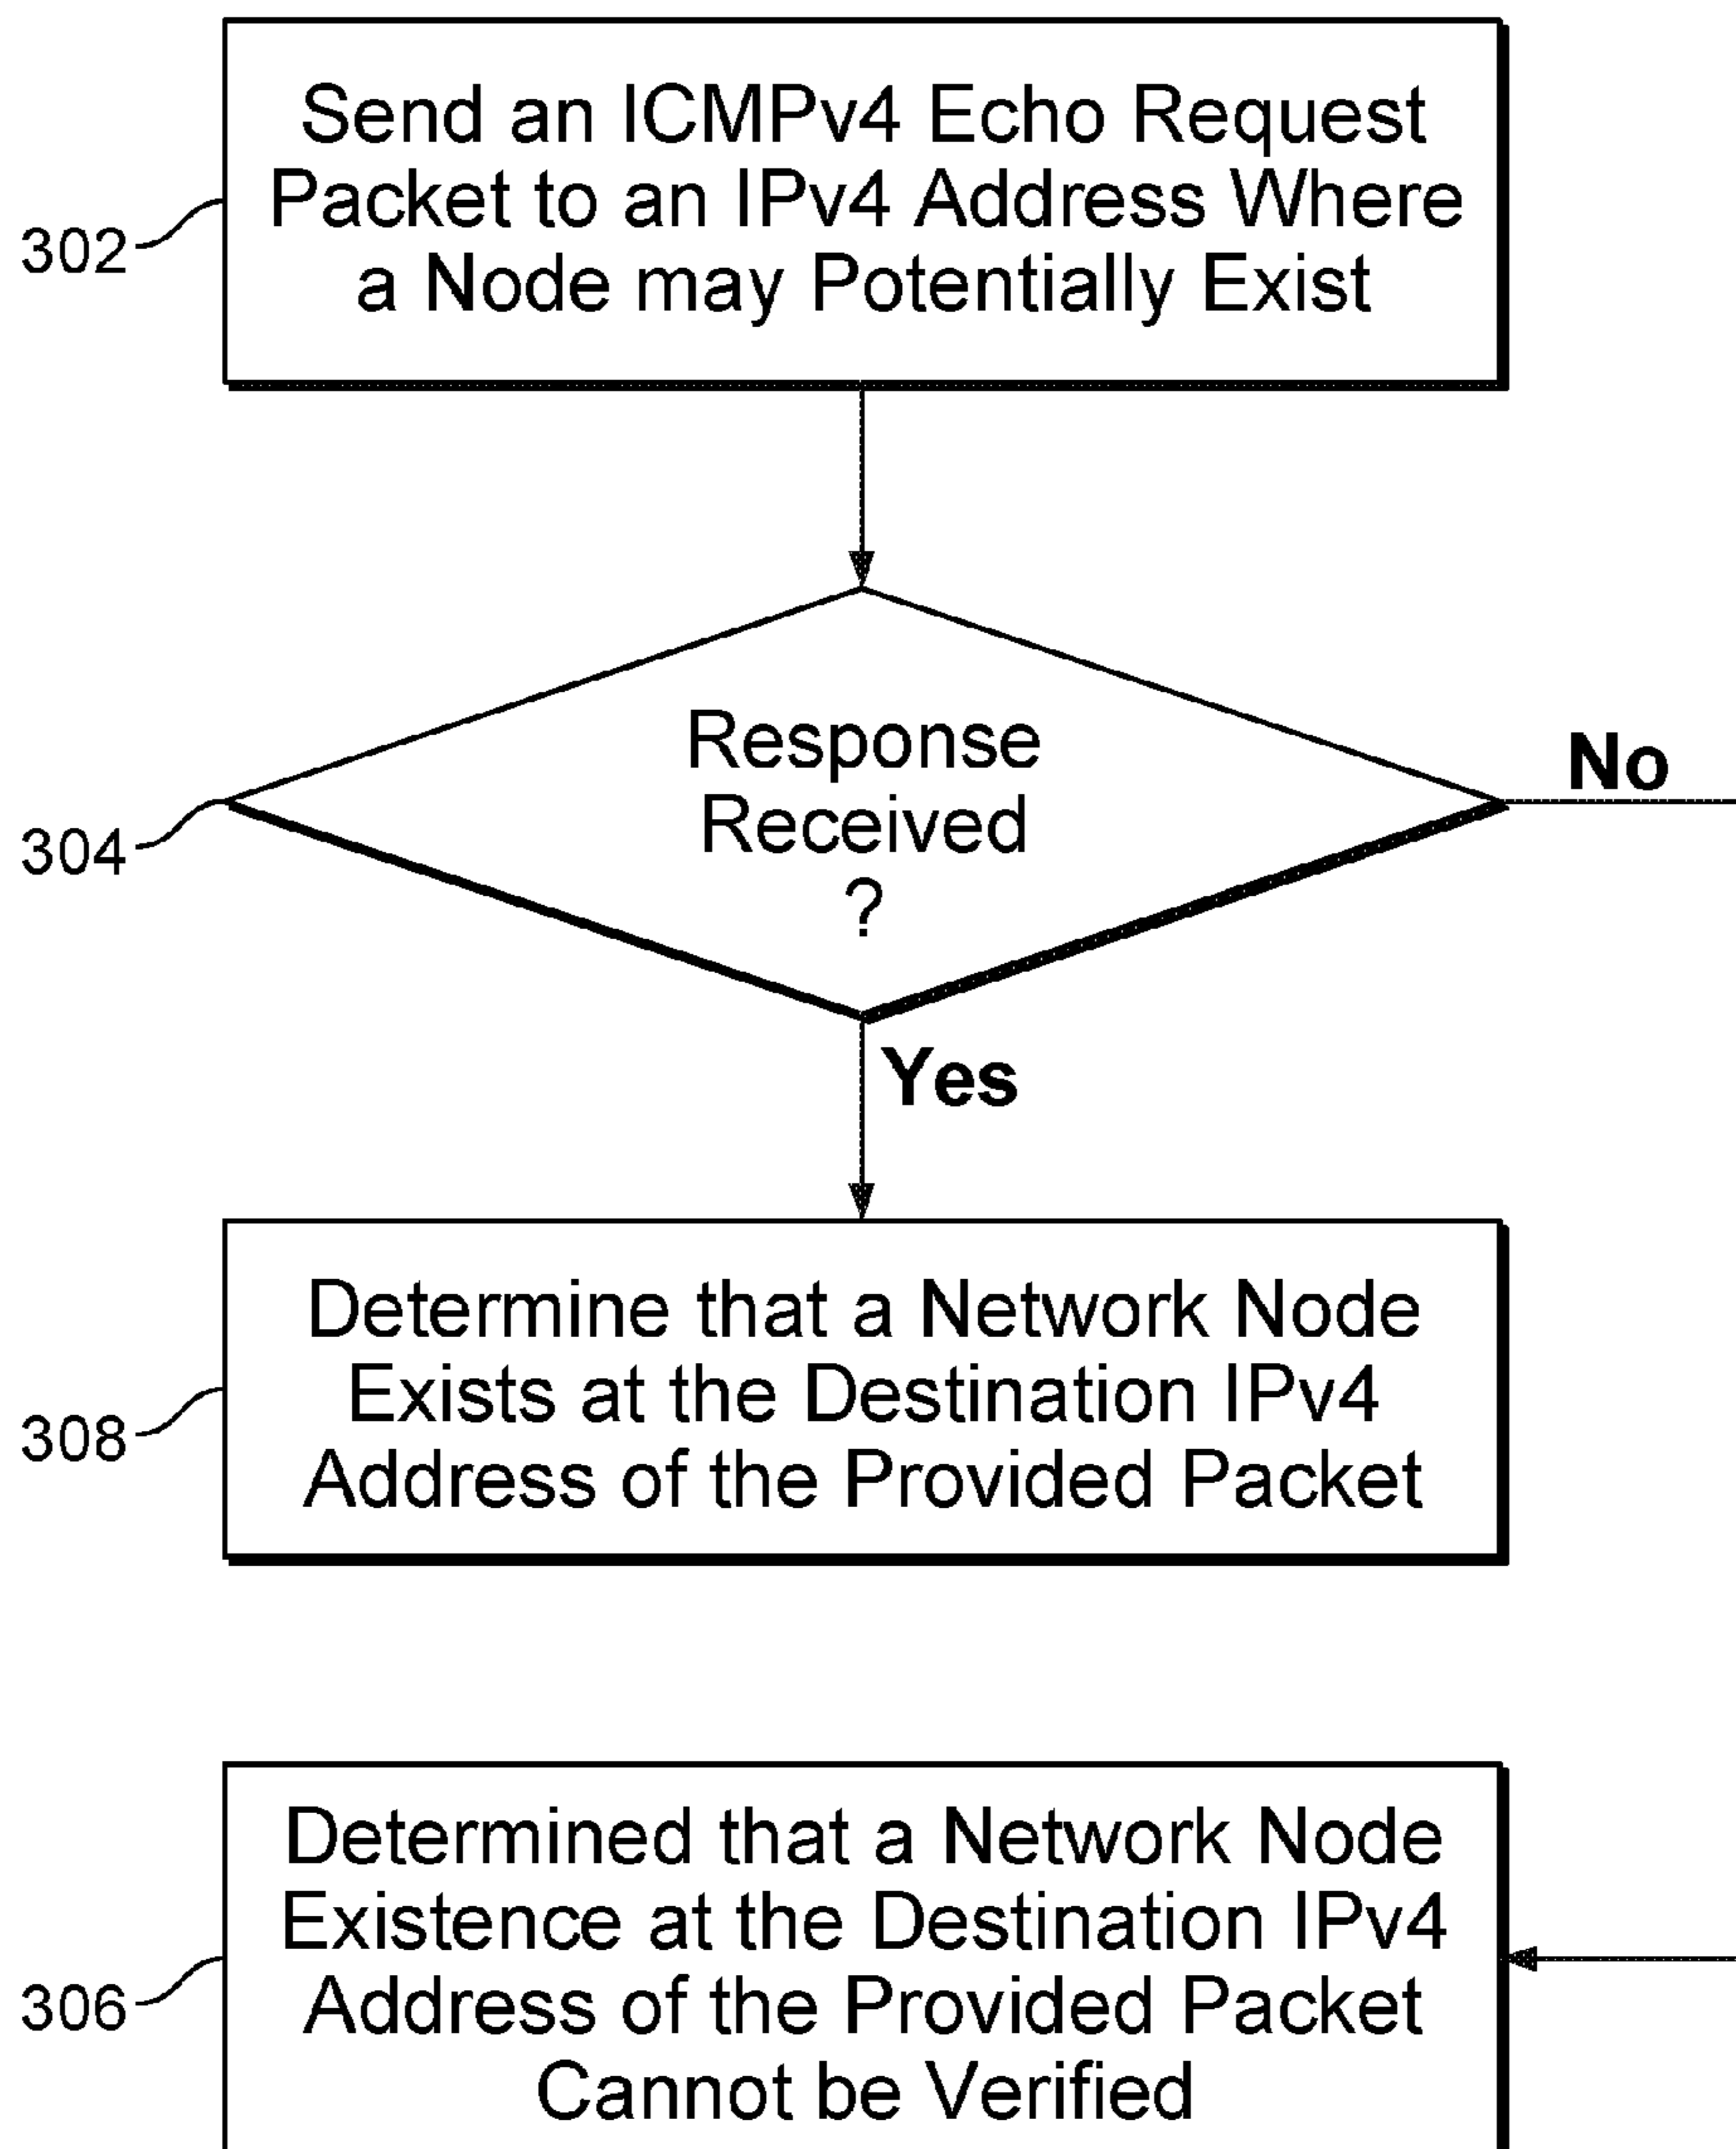 Send an ICMPv4 Echo Request
Packet to an IPv4 Address Where
a Node may Potentially Exist
302
Response
Received
?
No
304
Yes
Determine that a Network Node
Exists at the Destination IPv4
Address of the Provided Packet
308
Determined that a Network Node
Existence at the Destination IPv4
Address of the Provided Packet
Cannot be Verified
306